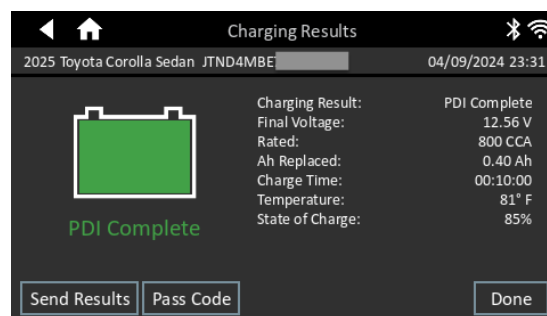 Charging Results
2025 Toyota Corolla Sedan JTND4MBE 04/09/2024 23:31
Charging Result: PDI Complete
Final Voltage: 12.56 V
Rated: 800 CCA
Ah Replaced: 0.40 Ah
Charge Time: 00:10:00
Temperature: 81° F
State of Charge: 85%
PDI Complete
Send Results Pass Code Done